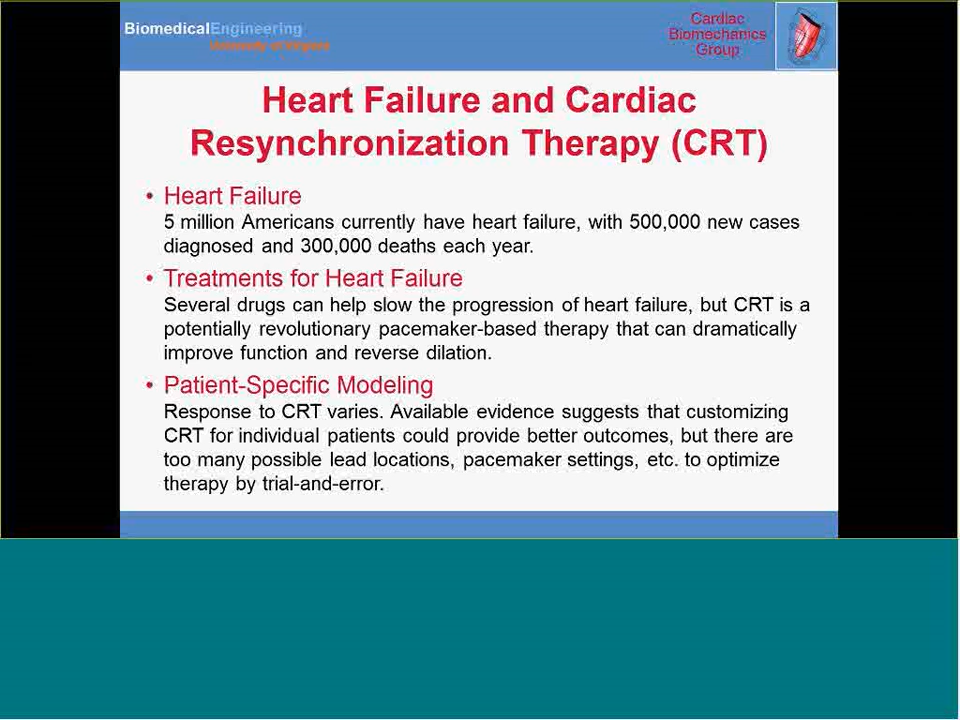 BiomedicalEngineering
University of Virginia
Cardiac
Biomechanics
Group
Heart Failure and Cardiac
Resynchronization Therapy (CRT)
• Heart Failure
5 million Americans currently have heart failure, with 500,000 new cases
diagnosed and 300,000 deaths each year.
• Treatments for Heart Failure
Several drugs can help slow the progression of heart failure, but CRT is a
potentially revolutionary pacemaker-based therapy that can dramatically
improve function and reverse dilation.
• Patient-Specific Modeling
Response to CRT varies. Available evidence suggests that customizing
CRT for individual patients could provide better outcomes, but there are
too many possible lead locations, pacemaker settings, etc. to optimize
therapy by trial-and-error.